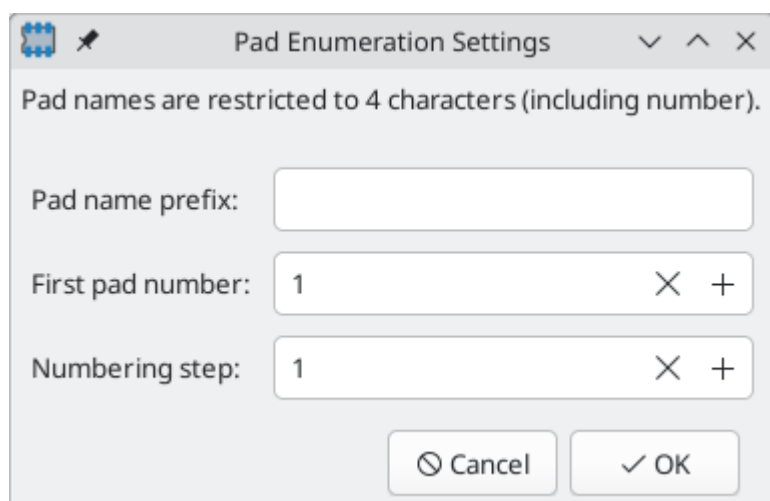 Pad Enumeration Settings
Pad names are restricted to 4 characters (including number).
Pad name prefix:
First pad number: 1
Numbering step: 1
Cancel OK